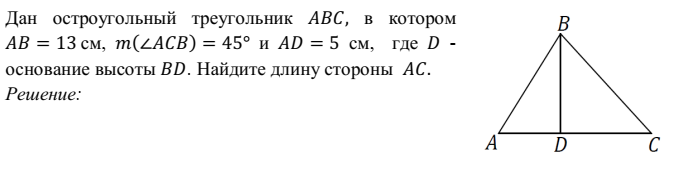 Дан остроугольный треугольник ABC, в котором
AB = 13 см, m(∠ACB) = 45° и AD = 5 см, где D -
основание высоты BD. Найдите длину стороны AC.
Решение:
B
A
D
C